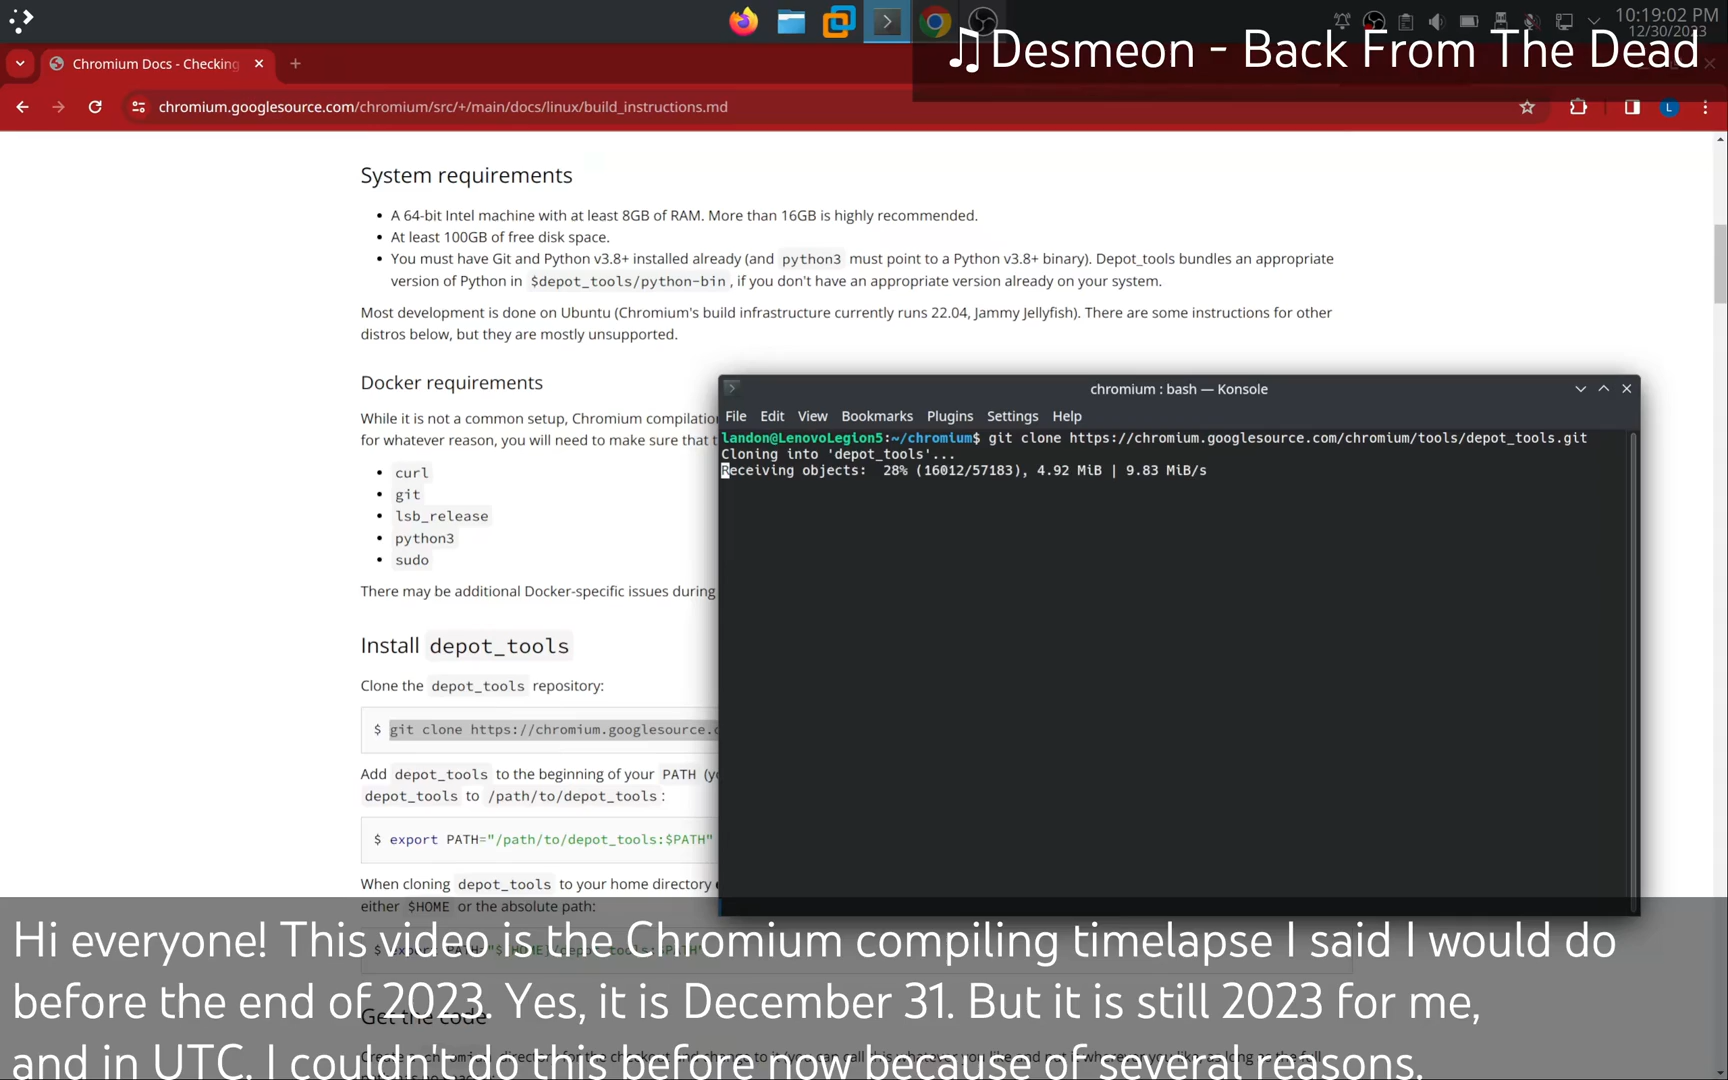 10:19:02 PM
12/30/2023
♫Desmeon - Back From The Dead
Chromium Docs - Checking
chromium.googlesource.com/chromium/src/+/main/docs/linux/build_instructions.md
L
System requirements
• A 64-bit Intel machine with at least 8GB of RAM. More than 16GB is highly recommended.
• At least 100GB of free disk space.
• You must have Git and Python v3.8+ installed already (and python3 must point to a Python v3.8+ binary). Depot_tools bundles an appropriate
version of Python in $depot_tools/python-bin, if you don't have an appropriate version already on your system.
Most development is done on Ubuntu (Chromium's build infrastructure currently runs 22.04, Jammy Jellyfish). There are some instructions for other
distros below, but they are mostly unsupported.
Docker requirements
While it is not a common setup, Chromium compilation
for whatever reason, you will need to make sure that
• curl
• git
• lsb_release
• python3
• sudo
There may be additional Docker-specific issues during
Install depot_tools
Clone the depot_tools repository:
$ git clone https://chromium.googlesource.
Add depot_tools to the beginning of your PATH
depot_tools to /path/to/depot_tools:
$ export PATH="/path/to/depot_tools:$PATH"
When cloning depot_tools to your home directory
either $HOME or the absolute path:
Get the code
chromium : bash — Konsole
File Edit View Bookmarks Plugins Settings Help
landon@LenovoLegion5:~/chromium$ git clone https://chromium.googlesource.com/chromium/tools/depot_tools.git
Cloning into 'depot_tools'...
Receiving objects:  28% (16012/57183), 4.92 MiB | 9.83 MiB/s
Hi everyone! This video is the Chromium compiling timelapse I said I would do
before the end of 2023. Yes, it is December 31. But it is still 2023 for me,
and in UTC. I couldn't do this before now because of several reasons.